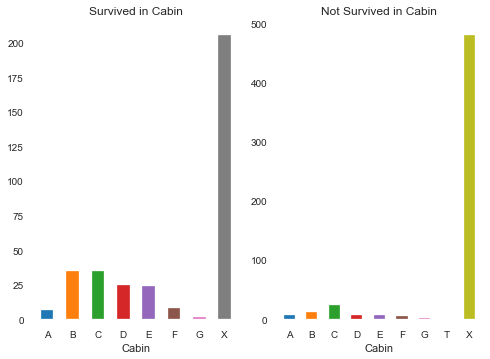 Survived in Cabin
200
175
150
125
100
75
50
25
0
A B C D E F G X
Cabin
Not Survived in Cabin
500
400
300
200
100
0
A B C D E F G T X
Cabin